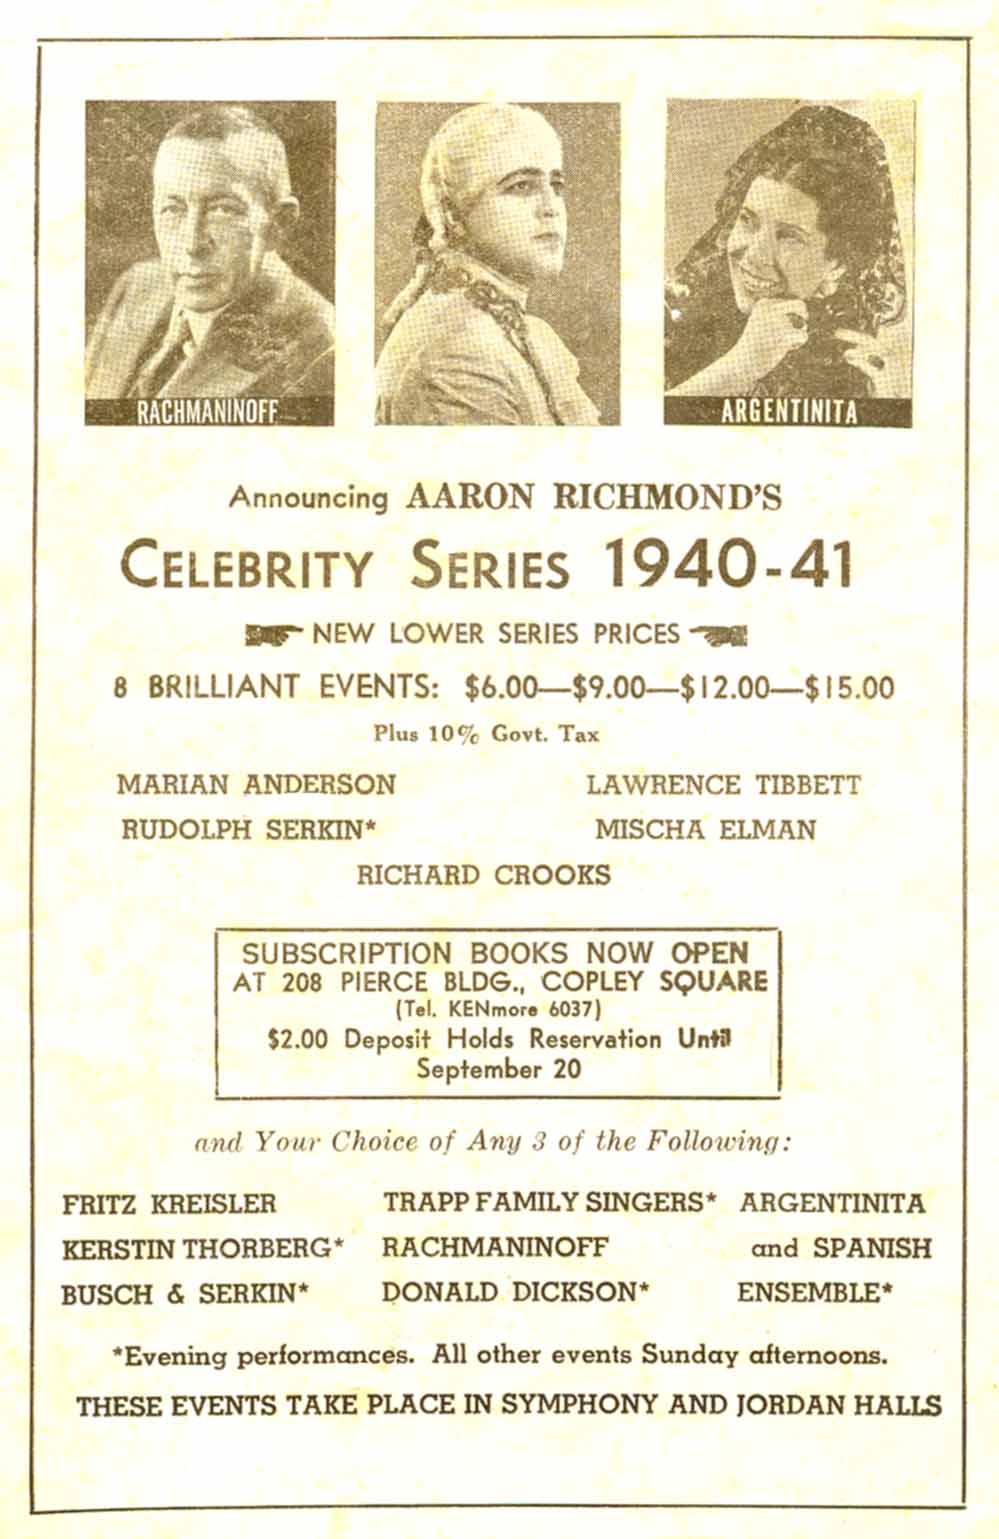 RACHMANINOFF
ARGENTINITA
Announcing AARON RICHMOND'S
CELEBRITY SERIES 1940-41
NEW LOWER SERIES PRICES
8 BRILLIANT EVENTS: $6.00—$9.00—$12.00—$15.00
Plus 10% Govt. Tax
MARIAN ANDERSON LAWRENCE TIBBETT
RUDOLPH SERKIN* MISCHA ELMAN
RICHARD CROOKS
SUBSCRIPTION BOOKS NOW OPEN
AT 208 PIERCE BLDG., COPLEY SQUARE
(Tel. KENmore 6037)
$2.00 Deposit Holds Reservation Until
September 20
and Your Choice of Any 3 of the Following:
FRITZ KREISLER TRAPP FAMILY SINGERS* ARGENTINITA
KERSTIN THORBERG* RACHMANINOFF and SPANISH
BUSCH & SERKIN* DONALD DICKSON* ENSEMBLE*
*Evening performances. All other events Sunday afternoons.
THESE EVENTS TAKE PLACE IN SYMPHONY AND JORDAN HALLS